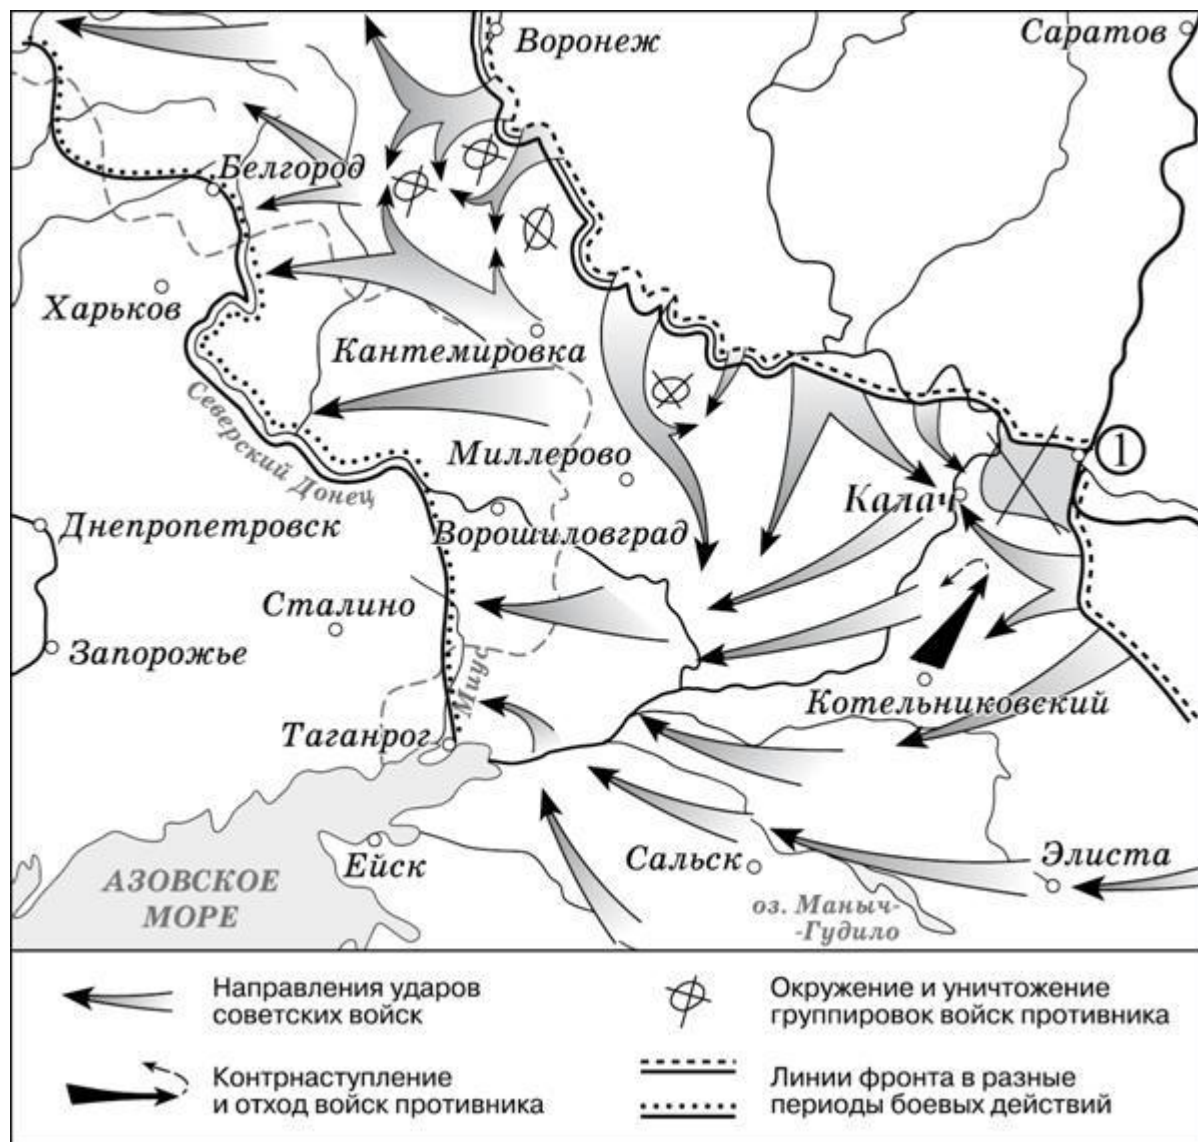 Воронеж
Саратов
Белгород
Харьков
Кантемировка
Северский Донец
Миллерово
1
Калач
Днепропетровск
Ворошиловград
Сталино
Запорожье
Миус
Котельниковский
Таганрог
Ейск
Сальск
Элиста
АЗОВСКОЕ
МОРЕ
оз. Маныч-
-Гудило
Направления ударов
советских войск
Окружение и уничтожение
группировок войск противника
Контрнаступление
и отход войск противника
Линии фронта в разные
периоды боевых действий